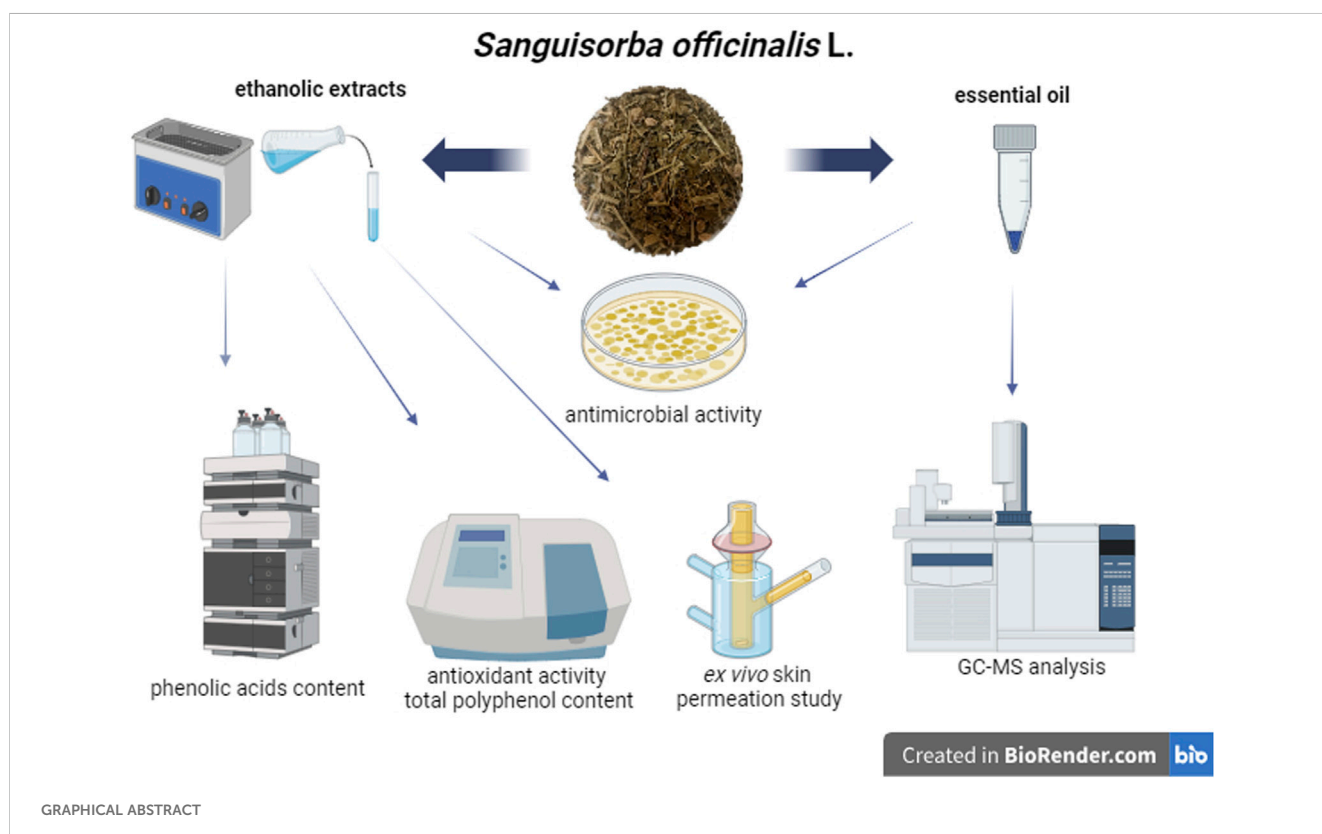 Sanguisorba officinalis L.
ethanolic extracts
essential oil
antimicrobial activity
phenolic acids content
antioxidant activity
total polyphenol content
ex vivo skin
permeation study
GC-MS analysis
Created in BioRender.com bio
GRAPHICAL ABSTRACT